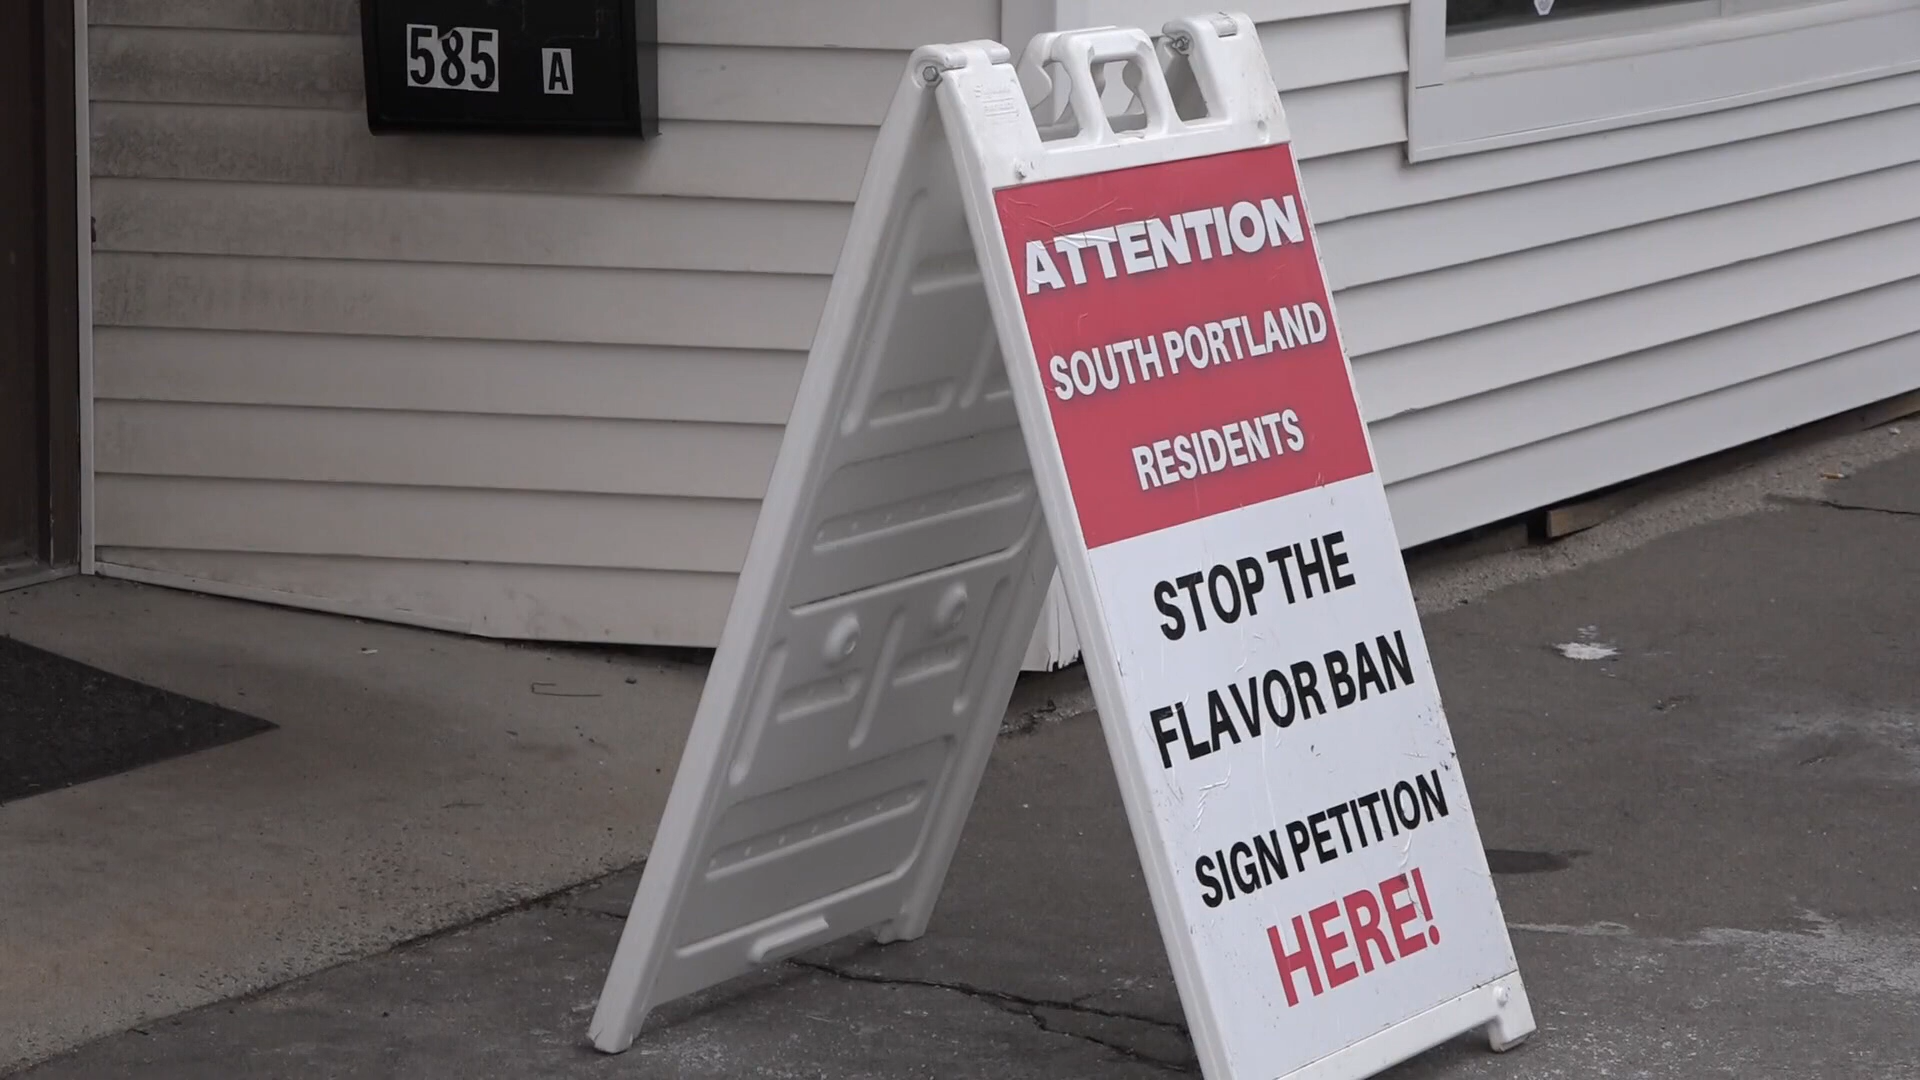 585 A
ATTENTION
SOUTH PORTLAND
RESIDENTS
STOP THE
FLAVOR BAN
SIGN PETITION
HERE!